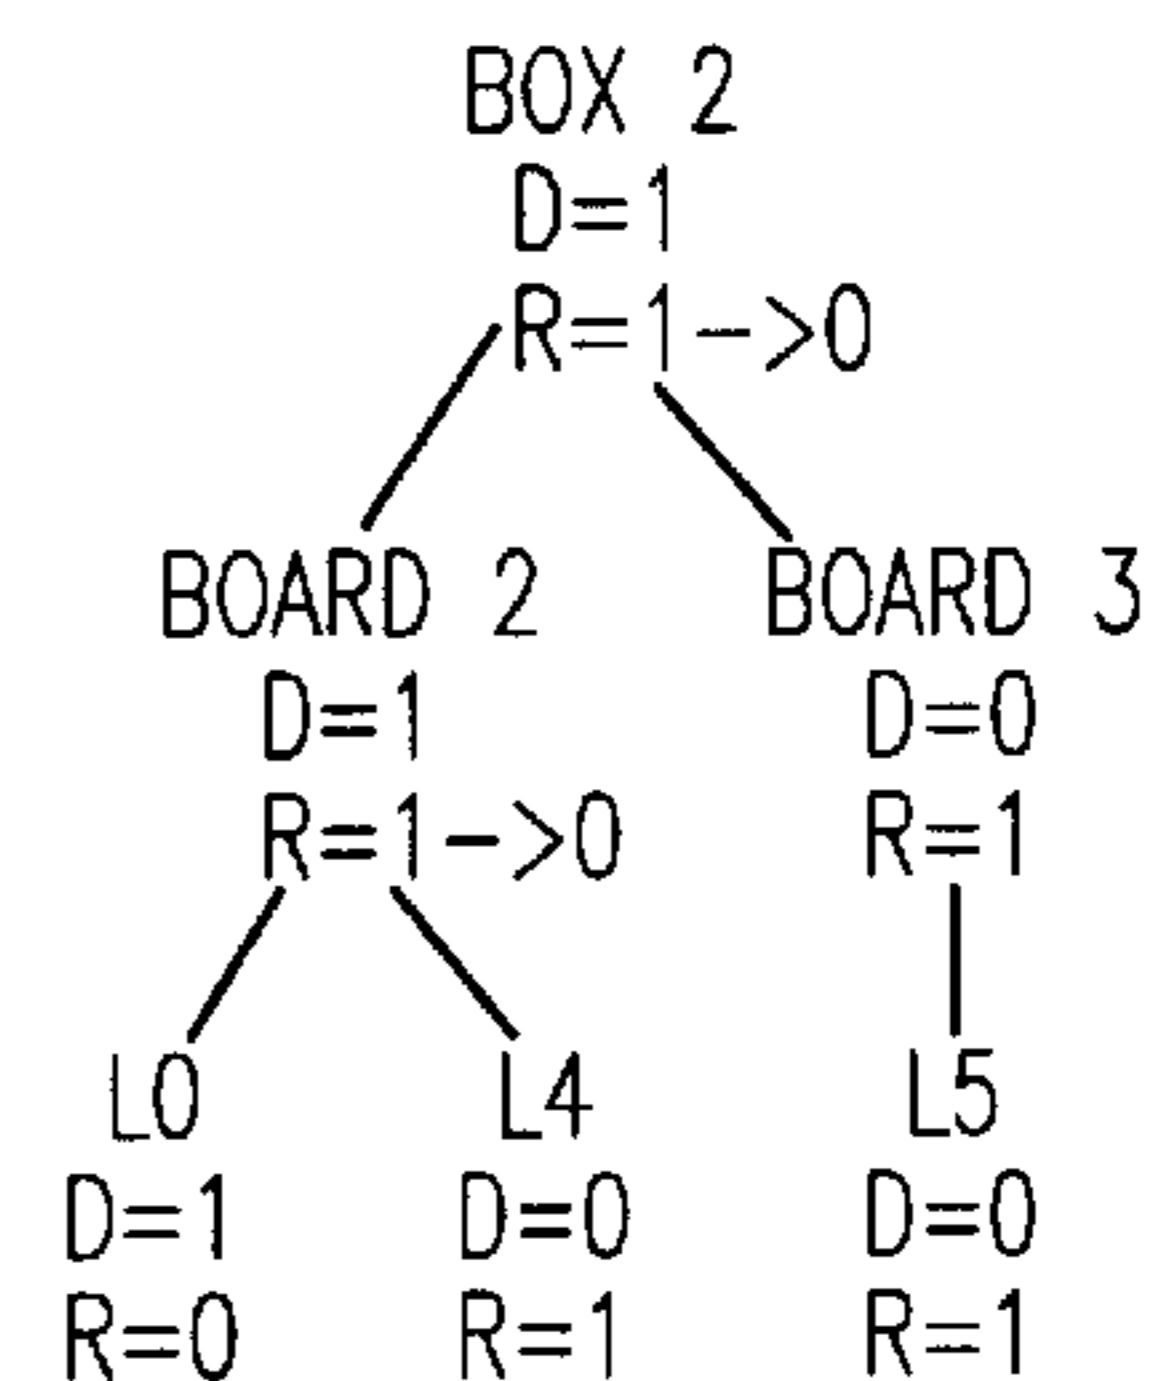 BOX 2
D=1
R=1->0
BOARD 2 BOARD 3
D=1 D=0
R=1->0 R=1
L0 L4 L5
D=1 D=0 D=0
R=0 R=1 R=1